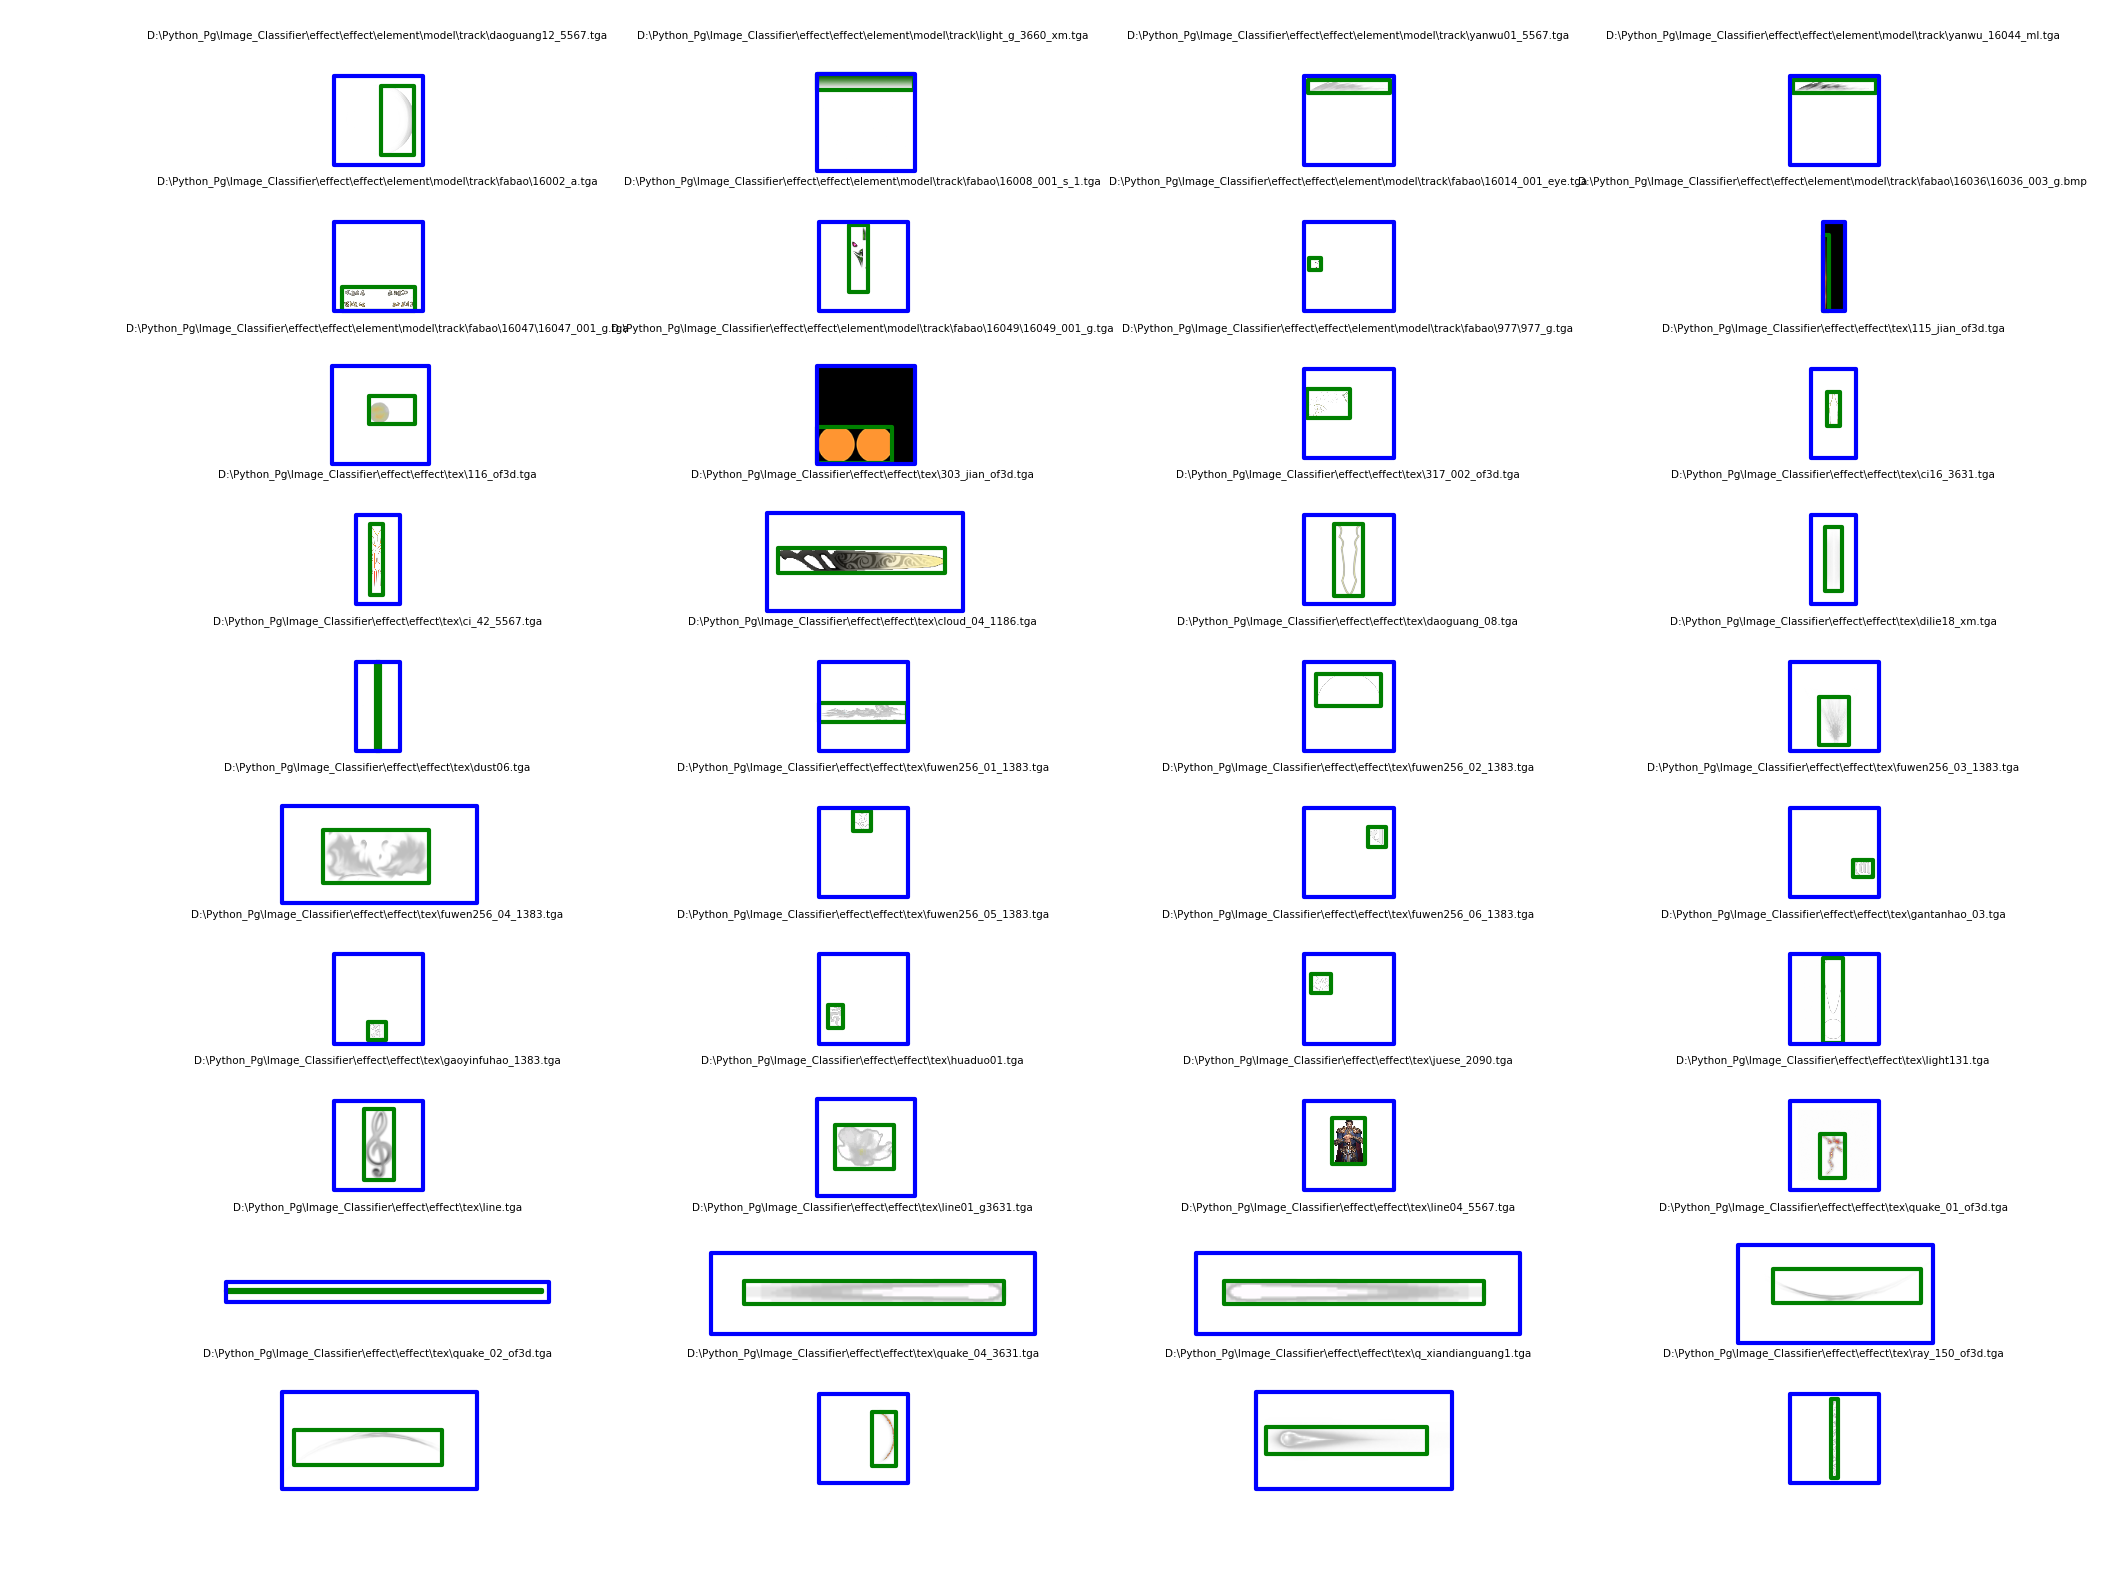 D:\Python_Pg\Image_Classifier\effect\effect\element\model\track\daoguang12_5567.tga
D:\Python_Pg\Image_Classifier\effect\effect\element\model\track\light_g_3660_xm.tga
D:\Python_Pg\Image_Classifier\effect\effect\element\model\track\yanwu01_5567.tga
D:\Python_Pg\Image_Classifier\effect\effect\element\model\track\yanwu_16044_ml.tga
D:\Python_Pg\Image_Classifier\effect\effect\element\model\track\fabao\16002_a.tga
D:\Python_Pg\Image_Classifier\effect\effect\element\model\track\fabao\16008_001_s_1.tga
D:\Python_Pg\Image_Classifier\effect\effect\element\model\track\fabao\16014_001_eye.tga
D:\Python_Pg\Image_Classifier\effect\effect\element\model\track\fabao\16036\16036_003_g.bmp
D:\Python_Pg\Image_Classifier\effect\effect\element\model\track\fabao\16047\16047_001_g.tga
D:\Python_Pg\Image_Classifier\effect\effect\element\model\track\fabao\16049\16049_001_g.tga
D:\Python_Pg\Image_Classifier\effect\effect\element\model\track\fabao\977\977_g.tga
D:\Python_Pg\Image_Classifier\effect\effect\tex\115_jian_of3d.tga
D:\Python_Pg\Image_Classifier\effect\effect\tex\116_of3d.tga
D:\Python_Pg\Image_Classifier\effect\effect\tex\303_jian_of3d.tga
D:\Python_Pg\Image_Classifier\effect\effect\tex\317_002_of3d.tga
D:\Python_Pg\Image_Classifier\effect\effect\tex\ci16_3631.tga
D:\Python_Pg\Image_Classifier\effect\effect\tex\ci_42_5567.tga
D:\Python_Pg\Image_Classifier\effect\effect\tex\cloud_04_1186.tga
D:\Python_Pg\Image_Classifier\effect\effect\tex\daoguang_08.tga
D:\Python_Pg\Image_Classifier\effect\effect\tex\dilie18_xm.tga
D:\Python_Pg\Image_Classifier\effect\effect\tex\dust06.tga
D:\Python_Pg\Image_Classifier\effect\effect\tex\fuwen256_01_1383.tga
D:\Python_Pg\Image_Classifier\effect\effect\tex\fuwen256_02_1383.tga
D:\Python_Pg\Image_Classifier\effect\effect\tex\fuwen256_03_1383.tga
D:\Python_Pg\Image_Classifier\effect\effect\tex\fuwen256_04_1383.tga
D:\Python_Pg\Image_Classifier\effect\effect\tex\fuwen256_05_1383.tga
D:\Python_Pg\Image_Classifier\effect\effect\tex\fuwen256_06_1383.tga
D:\Python_Pg\Image_Classifier\effect\effect\tex\gantanhao_03.tga
D:\Python_Pg\Image_Classifier\effect\effect\tex\gaoyinfuhao_1383.tga
D:\Python_Pg\Image_Classifier\effect\effect\tex\huaduo01.tga
D:\Python_Pg\Image_Classifier\effect\effect\tex\juese_2090.tga
D:\Python_Pg\Image_Classifier\effect\effect\tex\light131.tga
D:\Python_Pg\Image_Classifier\effect\effect\tex\line.tga
D:\Python_Pg\Image_Classifier\effect\effect\tex\line01_g3631.tga
D:\Python_Pg\Image_Classifier\effect\effect\tex\line04_5567.tga
D:\Python_Pg\Image_Classifier\effect\effect\tex\quake_01_of3d.tga
D:\Python_Pg\Image_Classifier\effect\effect\tex\quake_02_of3d.tga
D:\Python_Pg\Image_Classifier\effect\effect\tex\quake_04_3631.tga
D:\Python_Pg\Image_Classifier\effect\effect\tex\q_xiandianguang1.tga
D:\Python_Pg\Image_Classifier\effect\effect\tex\ray_150_of3d.tga